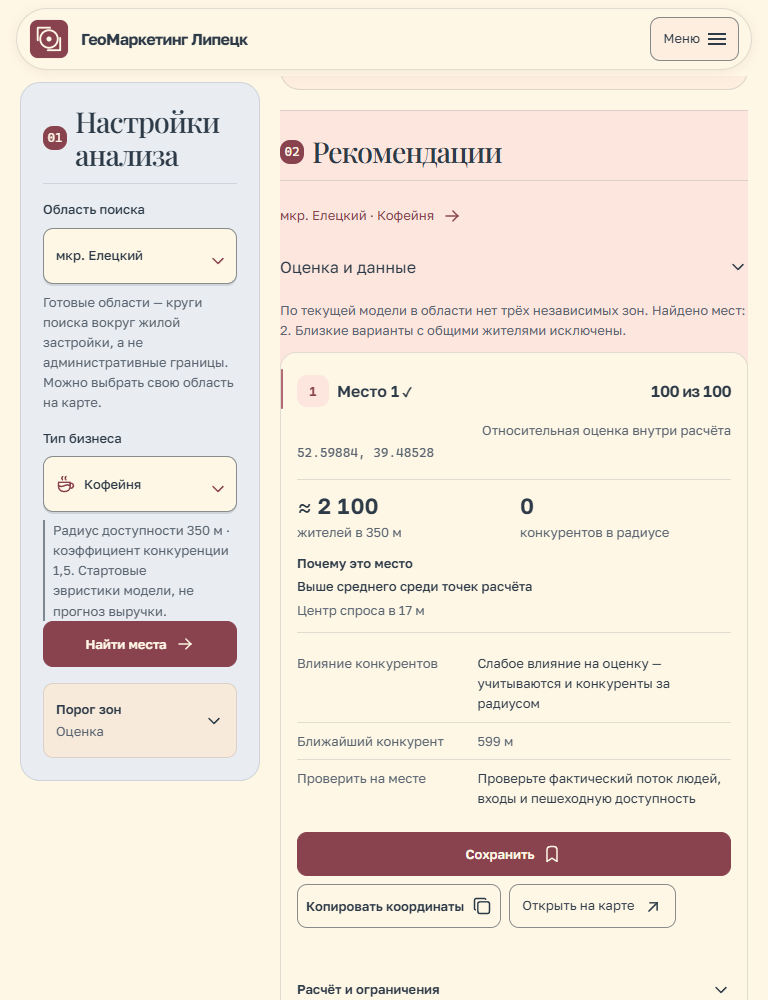 ГеоМаркетинг Липецк
Меню
01
Настройки
анализа
Область поиска
мкр. Елецкий
Готовые области — круги
поиска вокруг жилой
застройки, а не
административные границы.
Можно выбрать свою область
на карте.
Тип бизнеса
Кофейня
Радиус доступности 350 м ·
коэффициент конкуренции
1,5. Стартовые
эвристики модели, не
прогноз выручки.
Найти места
Порог зон
Оценка
02
Рекомендации
мкр. Елецкий · Кофейня
Оценка и данные
По текущей модели в области нет трёх независимых зон. Найдено мест:
2. Близкие варианты с общими жителями исключены.
1 Место 1 ✓ 100 из 100
Относительная оценка внутри расчёта
52.59884, 39.48528
≈ 2 100 0
жителей в 350 м конкурентов в радиусе
Почему это место
Выше среднего среди точек расчёта
Центр спроса в 17 м
Влияние конкурентов Слабое влияние на оценку —
учитываются и конкуренты за
радиусом
Ближайший конкурент 599 м
Проверить на месте Проверьте фактический поток людей,
входы и пешеходную доступность
Сохранить
Копировать координаты Открыть на карте
Расчёт и ограничения